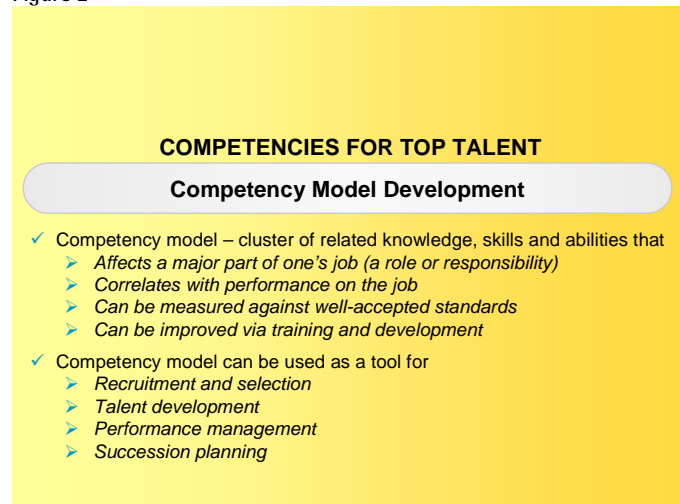 COMPETENCIES FOR TOP TALENT
Competency Model Development
✓ Competency model – cluster of related knowledge, skills and abilities that
➢ Affects a major part of one's job (a role or responsibility)
➢ Correlates with performance on the job
➢ Can be measured against well-accepted standards
➢ Can be improved via training and development
✓ Competency model can be used as a tool for
➢ Recruitment and selection
➢ Talent development
➢ Performance management
➢ Succession planning